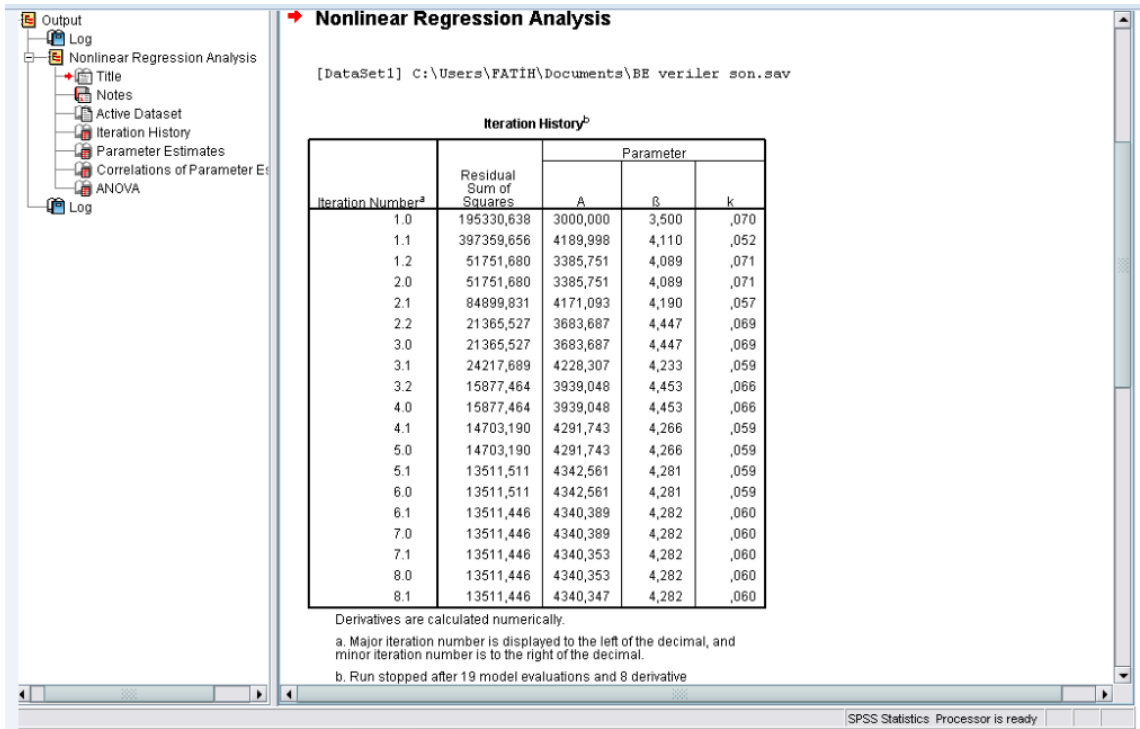 Output
Log
Nonlinear Regression Analysis
Title
Notes
Active Dataset
Iteration History
Parameter Estimates
Correlations of Parameter Es
ANOVA
Log
Nonlinear Regression Analysis
[DataSet1] C:\Users\FATİH\Documents\BE veriler son.sav
Iteration Historyb
Iteration Numbera Residual Sum of Squares Parameter
A ß k
1.0 195330,638 3000,000 3,500 ,070
1.1 397359,656 4189,998 4,110 ,052
1.2 51751,680 3385,751 4,089 ,071
2.0 51751,680 3385,751 4,089 ,071
2.1 84899,831 4171,093 4,190 ,057
2.2 21365,527 3683,687 4,447 ,069
3.0 21365,527 3683,687 4,447 ,069
3.1 24217,689 4228,307 4,233 ,059
3.2 15877,464 3939,048 4,453 ,066
4.0 15877,464 3939,048 4,453 ,066
4.1 14703,190 4291,743 4,266 ,059
5.0 14703,190 4291,743 4,266 ,059
5.1 13511,511 4342,561 4,281 ,059
6.0 13511,511 4342,561 4,281 ,059
6.1 13511,446 4340,389 4,282 ,060
7.0 13511,446 4340,389 4,282 ,060
7.1 13511,446 4340,353 4,282 ,060
8.0 13511,446 4340,353 4,282 ,060
8.1 13511,446 4340,347 4,282 ,060
Derivatives are calculated numerically.
a. Major iteration number is displayed to the left of the decimal, and
minor iteration number is to the right of the decimal.
b. Run stopped after 19 model evaluations and 8 derivative
SPSS Statistics Processor is ready